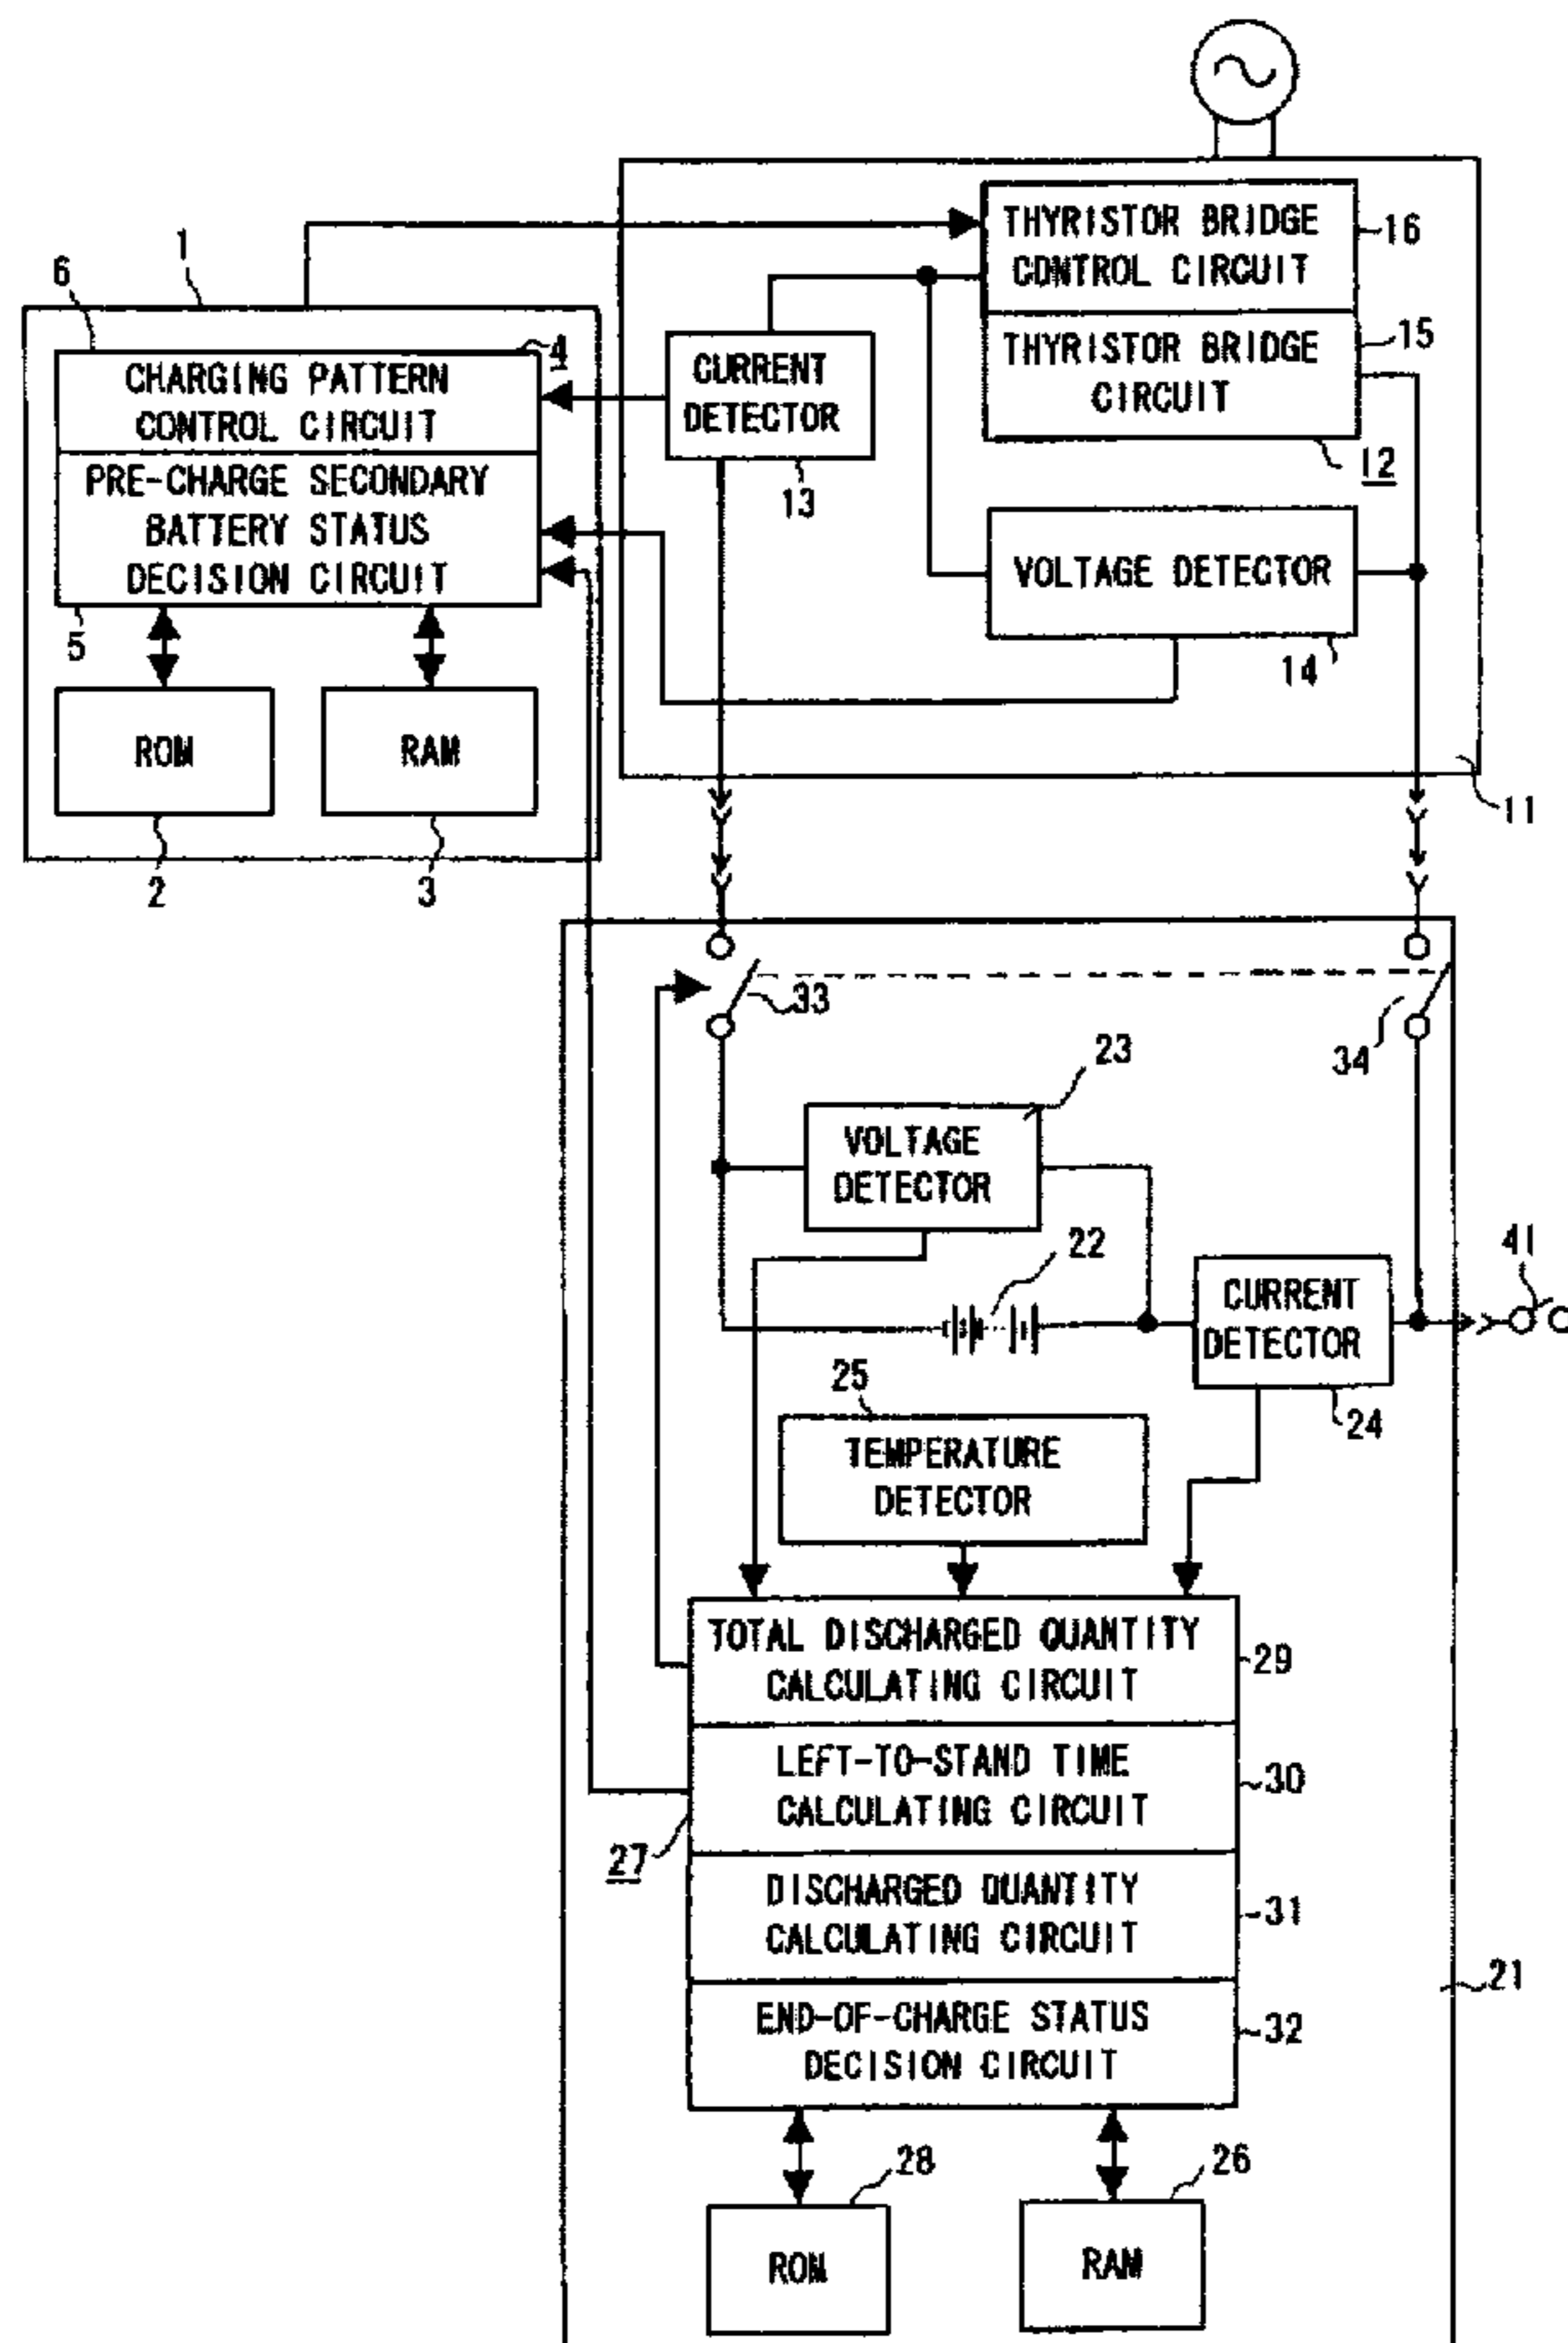 THYRISTOR BRIDGE
CONTROL CIRCUIT
16
1
6
4
THYRISTOR BRIDGE
CIRCUIT
15
CURRENT
DETECTOR
CHARGING PATTERN
CONTROL CIRCUIT
12
13
PRE-CHARGE SECONDARY
BATTERY STATUS
DECISION CIRCUIT
VOLTAGE DETECTOR
5
14
ROM
RAM
11
2
3
33
34
23
VOLTAGE
DETECTOR
22
41
CURRENT
DETECTOR
25
24
TEMPERATURE
DETECTOR
TOTAL DISCHARGED QUANTITY
CALCULATING CIRCUIT
29
LEFT-TO-STAND TIME
CALCULATING CIRCUIT
30
27
DISCHARGED QUANTITY
CALCULATING CIRCUIT
31
21
END-OF-CHARGE STATUS
DECISION CIRCUIT
32
28
26
ROM
RAM